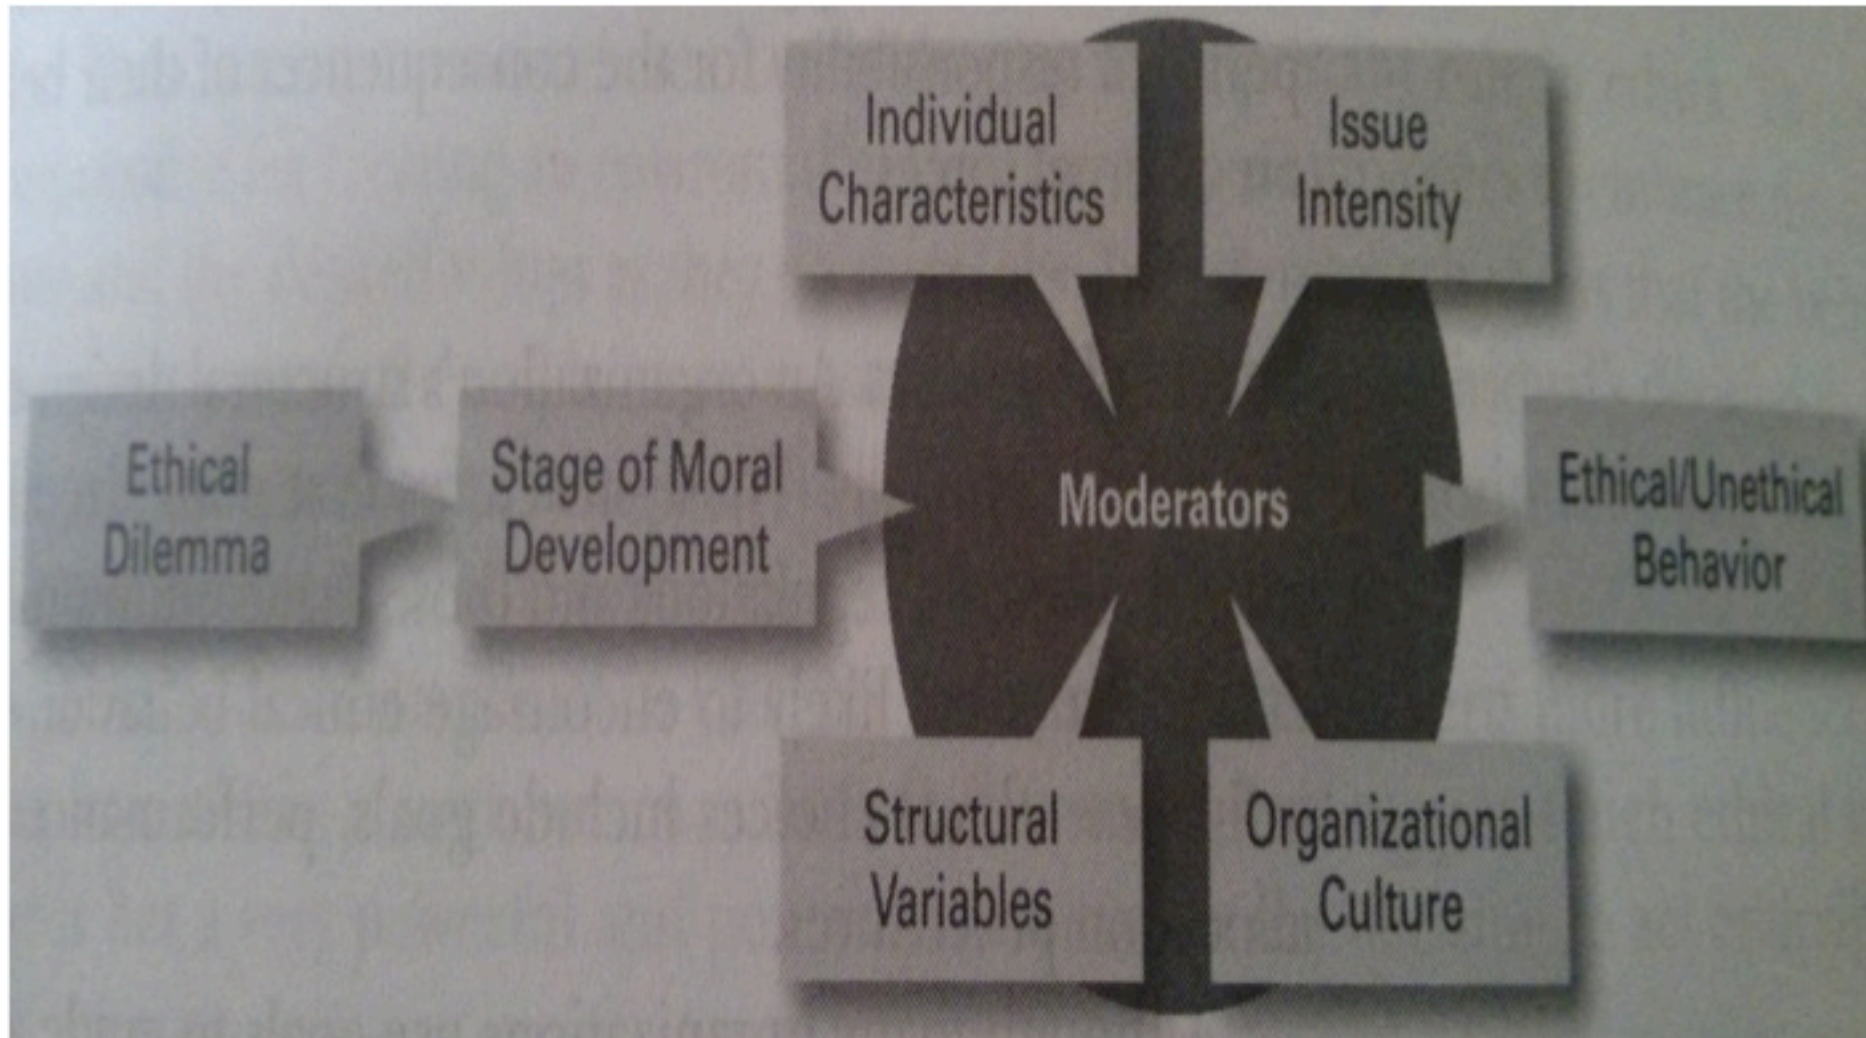 Individual
Characteristics
Issue
Intensity
Ethical
Dilemma
Stage of Moral
Development
Moderators
Ethical/Unethical
Behavior
Structural
Variables
Organizational
Culture